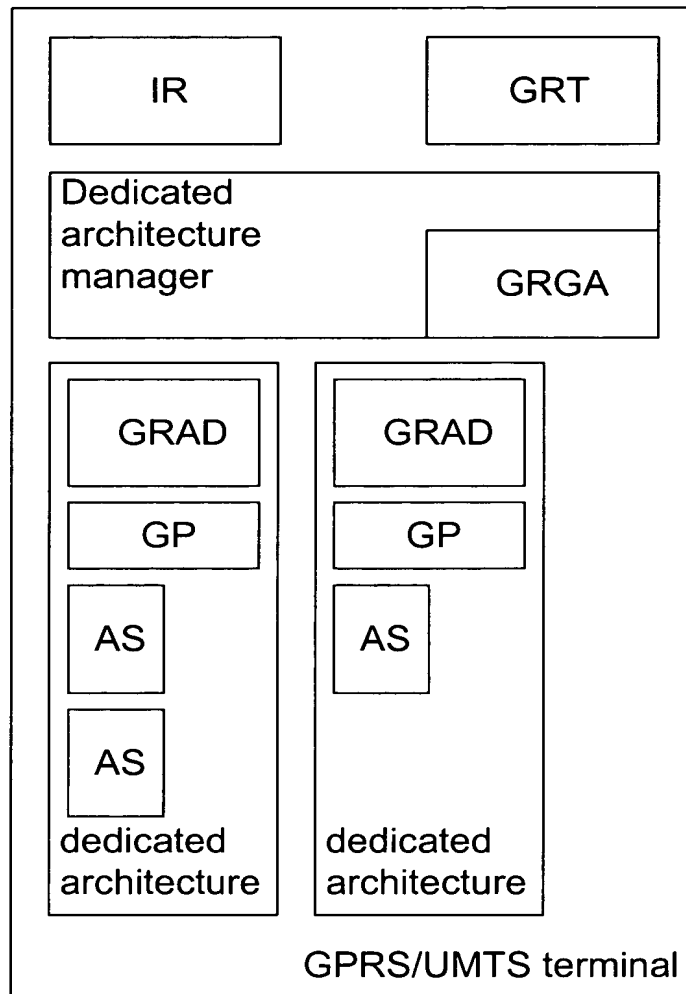 IR
GRT
Dedicated
architecture
manager
GRGA
GRAD
GP
AS
AS
dedicated
architecture
GRAD
GP
AS
dedicated
architecture
GPRS/UMTS terminal